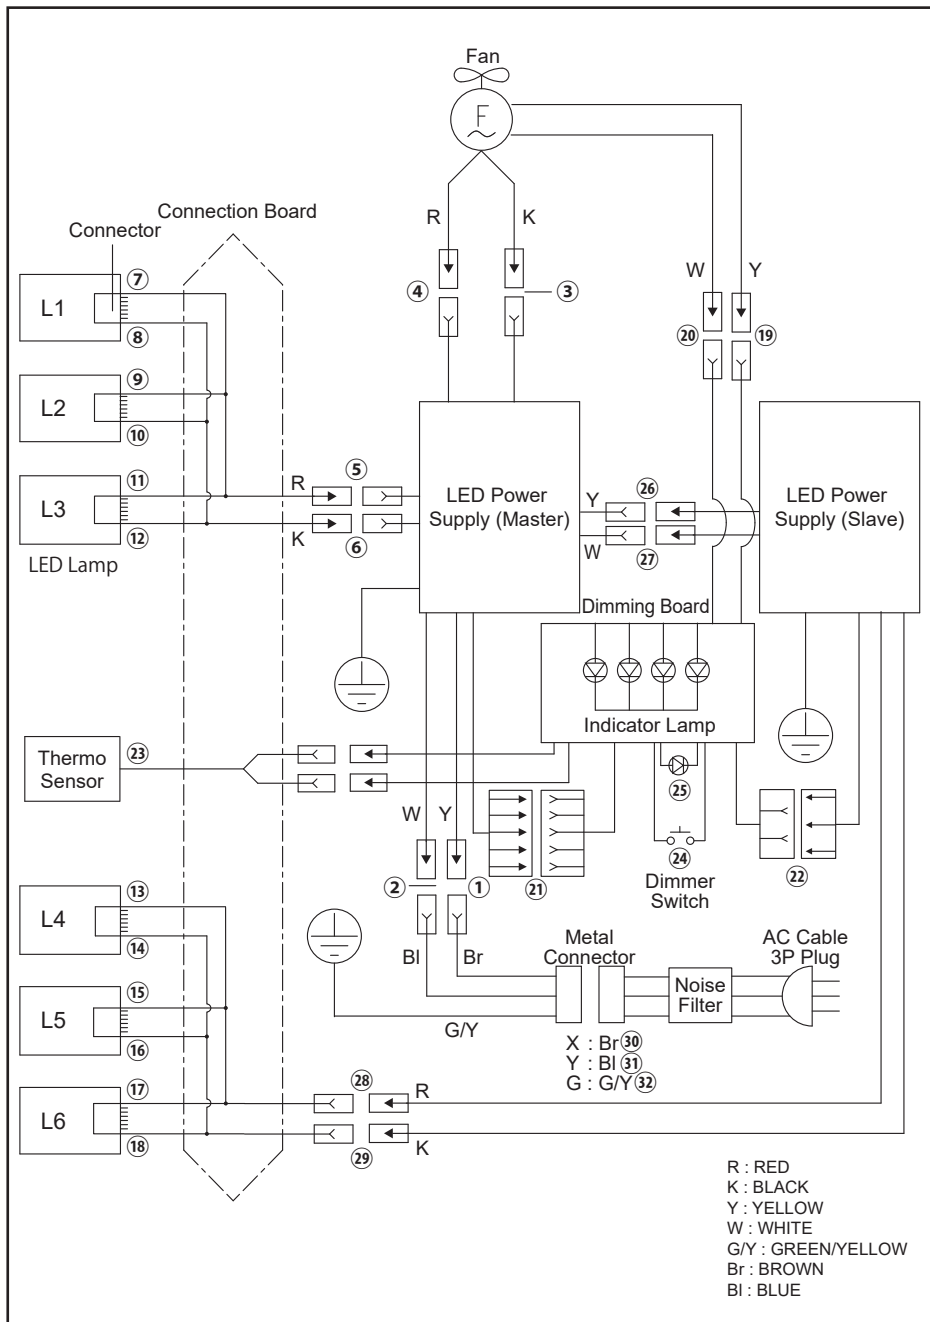 Fan
F
R
K
④
③
W
Y
⑳
⑲
Connection Board
Connector
⑦
L1
⑧
⑨
L2
⑩
⑪
L3
⑫
LED Lamp
R
⑤
K
⑥
LED Power
Supply (Master)
Y
㉖
W
㉗
LED Power
Supply (Slave)
Dimming Board
Indicator Lamp
Thermo
Sensor
㉓
㉕
㉔
Dimmer
Switch
㉑
㉒
W
Y
②
①
Bl
Br
G/Y
Metal
Connector
Noise
Filter
AC Cable
3P Plug
X : Br㉚
Y : Bl㉛
G : G/Y㉜
⑬
L4
⑭
⑮
L5
⑯
⑰
L6
⑱
㉘
R
㉙
K
R : RED
K : BLACK
Y : YELLOW
W : WHITE
G/Y : GREEN/YELLOW
Br : BROWN
Bl : BLUE